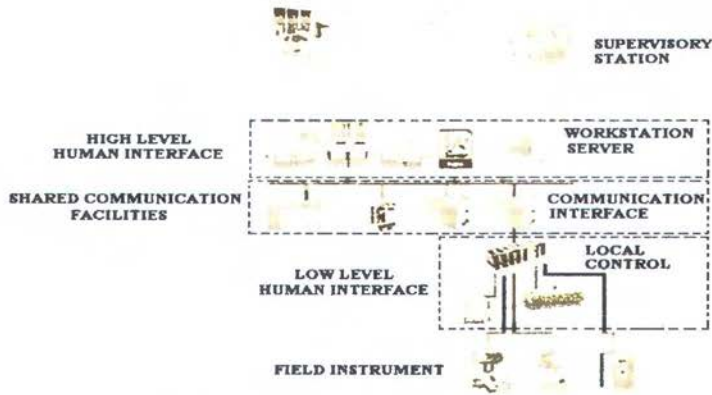 SUPERVISORY
STATION
HIGH LEVEL
HUMAN INTERFACE
WORKSTATION
SERVER
SHARED COMMUNICATION
FACILITIES
COMMUNICATION
INTERFACE
LOCAL
CONTROL
LOW LEVEL
HUMAN INTERFACE
FIELD INSTRUMENT